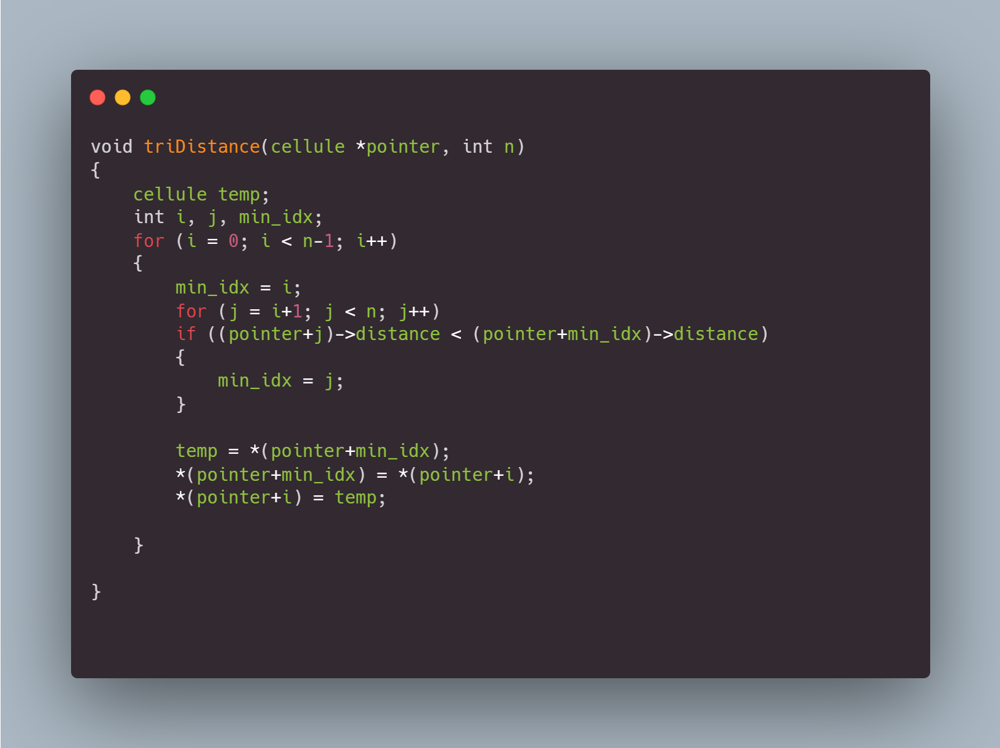 void triDistance(cellule *pointer, int n)
{
    cellule temp;
    int i, j, min_idx;
    for (i = 0; i < n-1; i++)
    {
        min_idx = i;
        for (j = i+1; j < n; j++)
        if ((pointer+j)->distance < (pointer+min_idx)->distance)
        {
            min_idx = j;
        }

        temp = *(pointer+min_idx);
        *(pointer+min_idx) = *(pointer+i);
        *(pointer+i) = temp;

    }

}